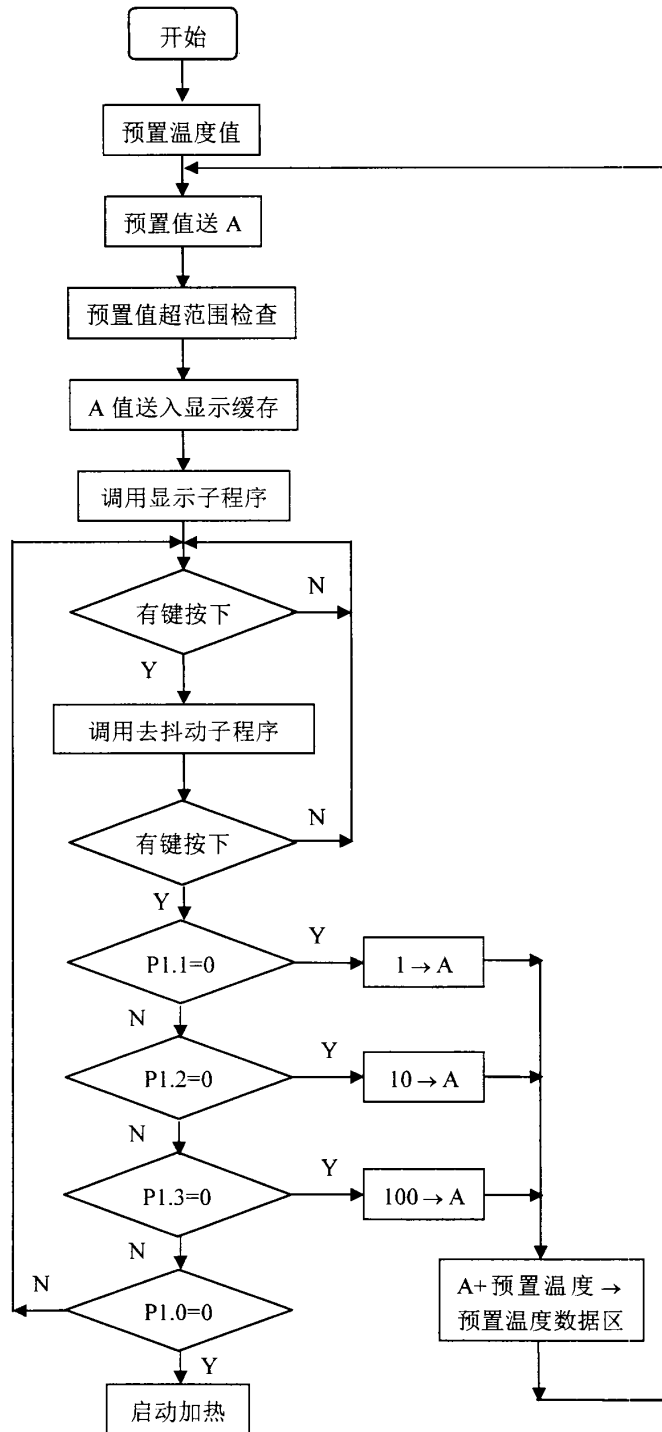 开始
预置温度值
预置值送 A
预置值超范围检查
A 值送入显示缓存
调用显示子程序
有键按下
N
Y
调用去抖动子程序
有键按下
N
Y
P1.1=0
Y
1 → A
N
P1.2=0
Y
10 → A
N
P1.3=0
Y
100 → A
N
P1.0=0
N
Y
A+预置温度 →
预置温度数据区
启动加热